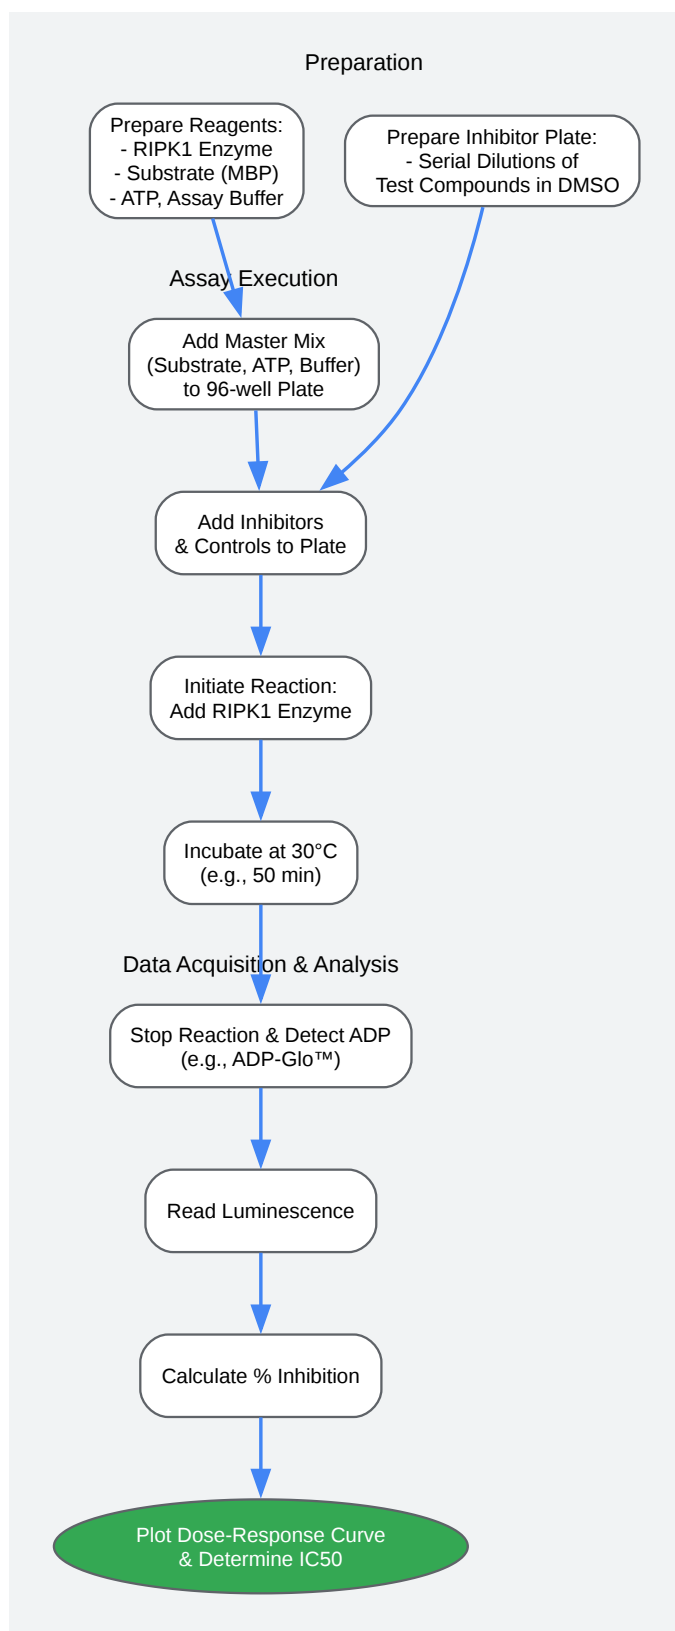 Preparation
Prepare Reagents:
- RIPK1 Enzyme
- Substrate (MBP)
- ATP, Assay Buffer
Prepare Inhibitor Plate:
- Serial Dilutions of
Test Compounds in DMSO
Assay Execution
Add Master Mix
(Substrate, ATP, Buffer)
to 96-well Plate
Add Inhibitors
& Controls to Plate
Initiate Reaction:
Add RIPK1 Enzyme
Incubate at 30°C
(e.g., 50 min)
Data Acquisition & Analysis
Stop Reaction & Detect ADP
(e.g., ADP-Glo™)
Read Luminescence
Calculate % Inhibition
Plot Dose-Response Curve
& Determine IC50